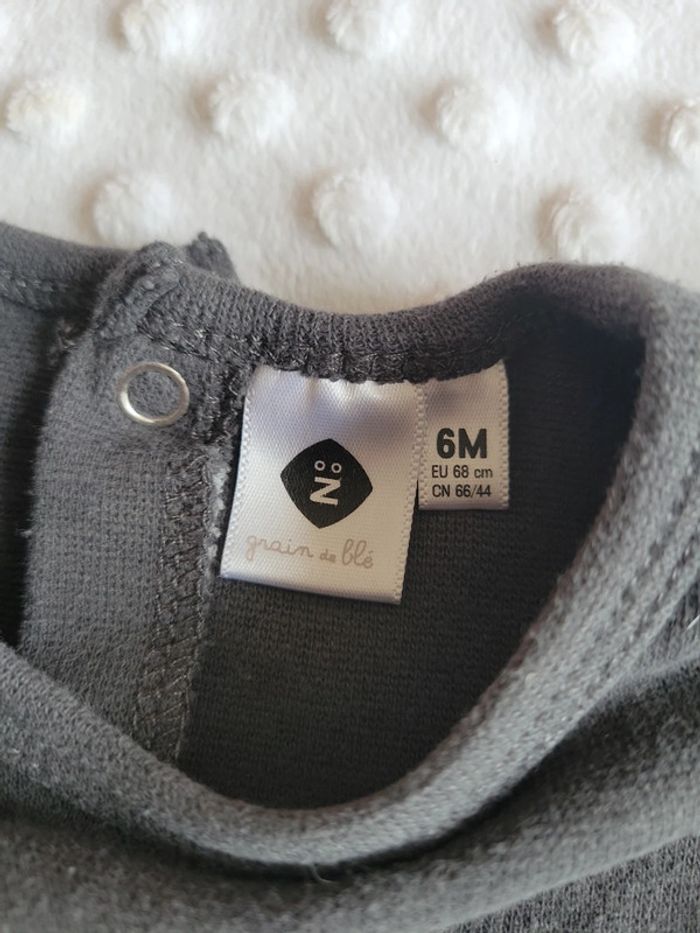 Z
grain de blé
6M
EU 68 cm
CN 66/44